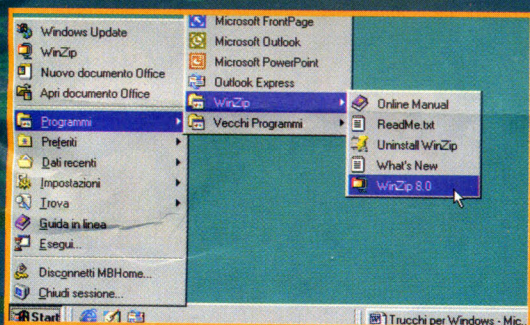 Windows Update
WinZip
Nuovo documento Office
Apri documento Office
Programmi
Preferiti
Dati recenti
Impostazioni
Trova
Guida in linea
Esegui...
Disconnetti MBHome...
Chiudi sessione...
Start
Microsoft FrontPage
Microsoft Outlook
Microsoft PowerPoint
Outlook Express
WinZip
Vecchi Programmi
Online Manual
ReadMe.txt
Uninstall WinZip
What's New
WinZip 8.0
Trucchi per Windows - Mic...